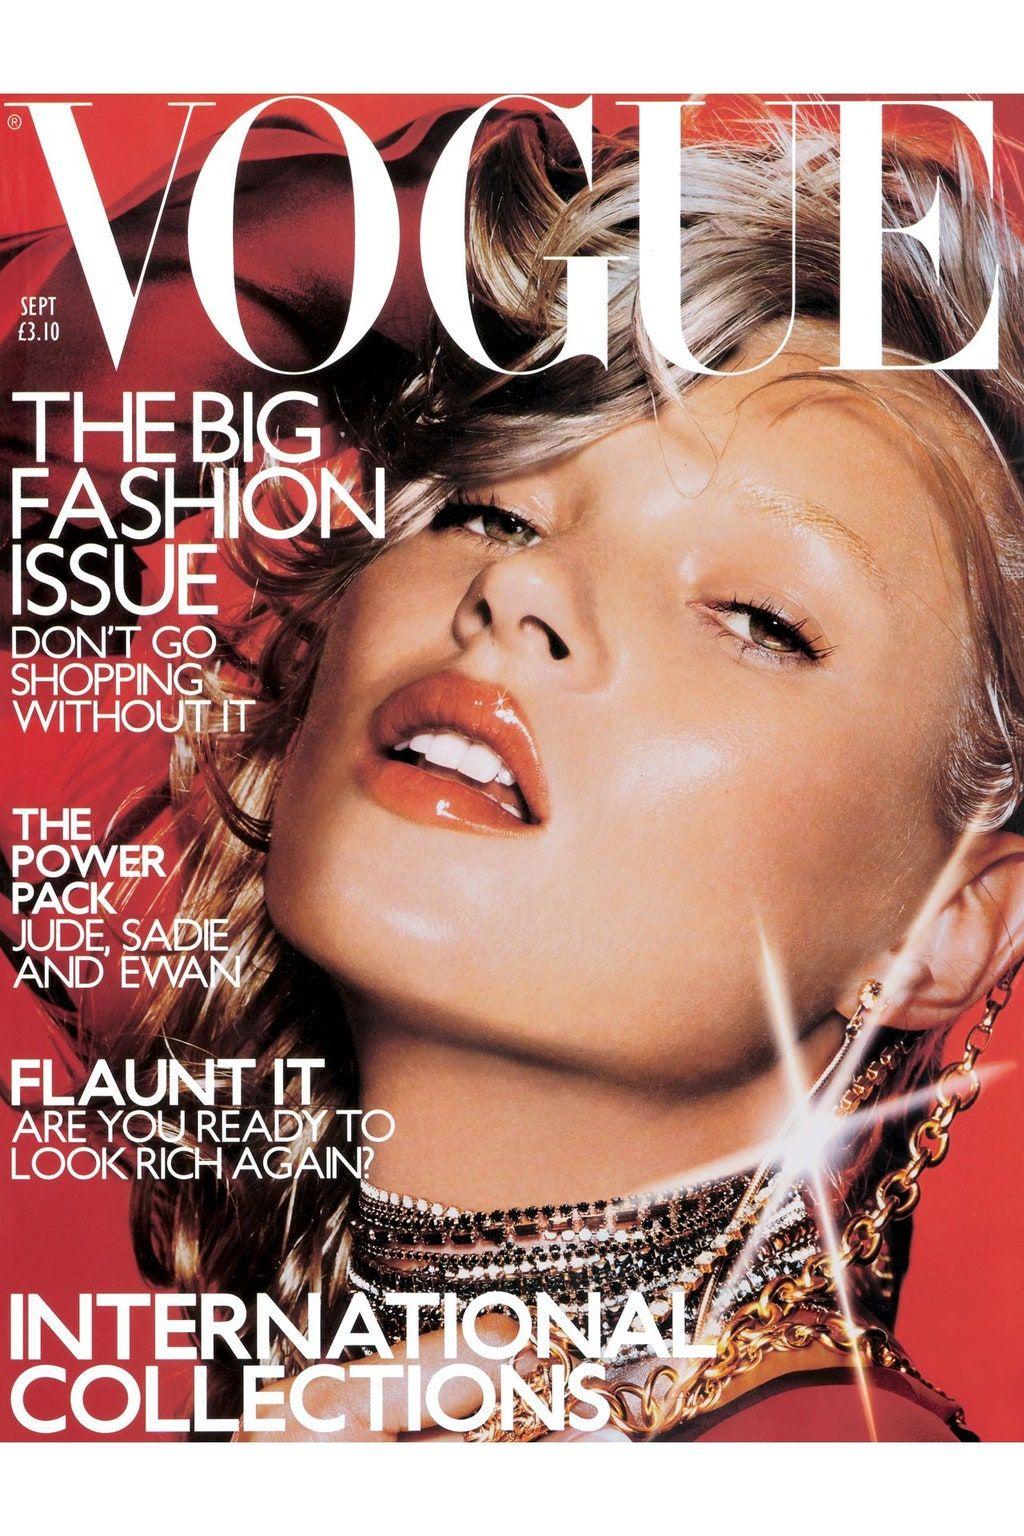 ®
VOGUE
SEPT
£3.10
THE BIG
FASHION
ISSUE
DON'T GO
SHOPPING
WITHOUT IT
THE
POWER
PACK
JUDE, SADIE
AND EWAN
FLAUNT IT
ARE YOU READY TO
LOOK RICH AGAIN?
INTERNATIONAL
COLLECTIONS